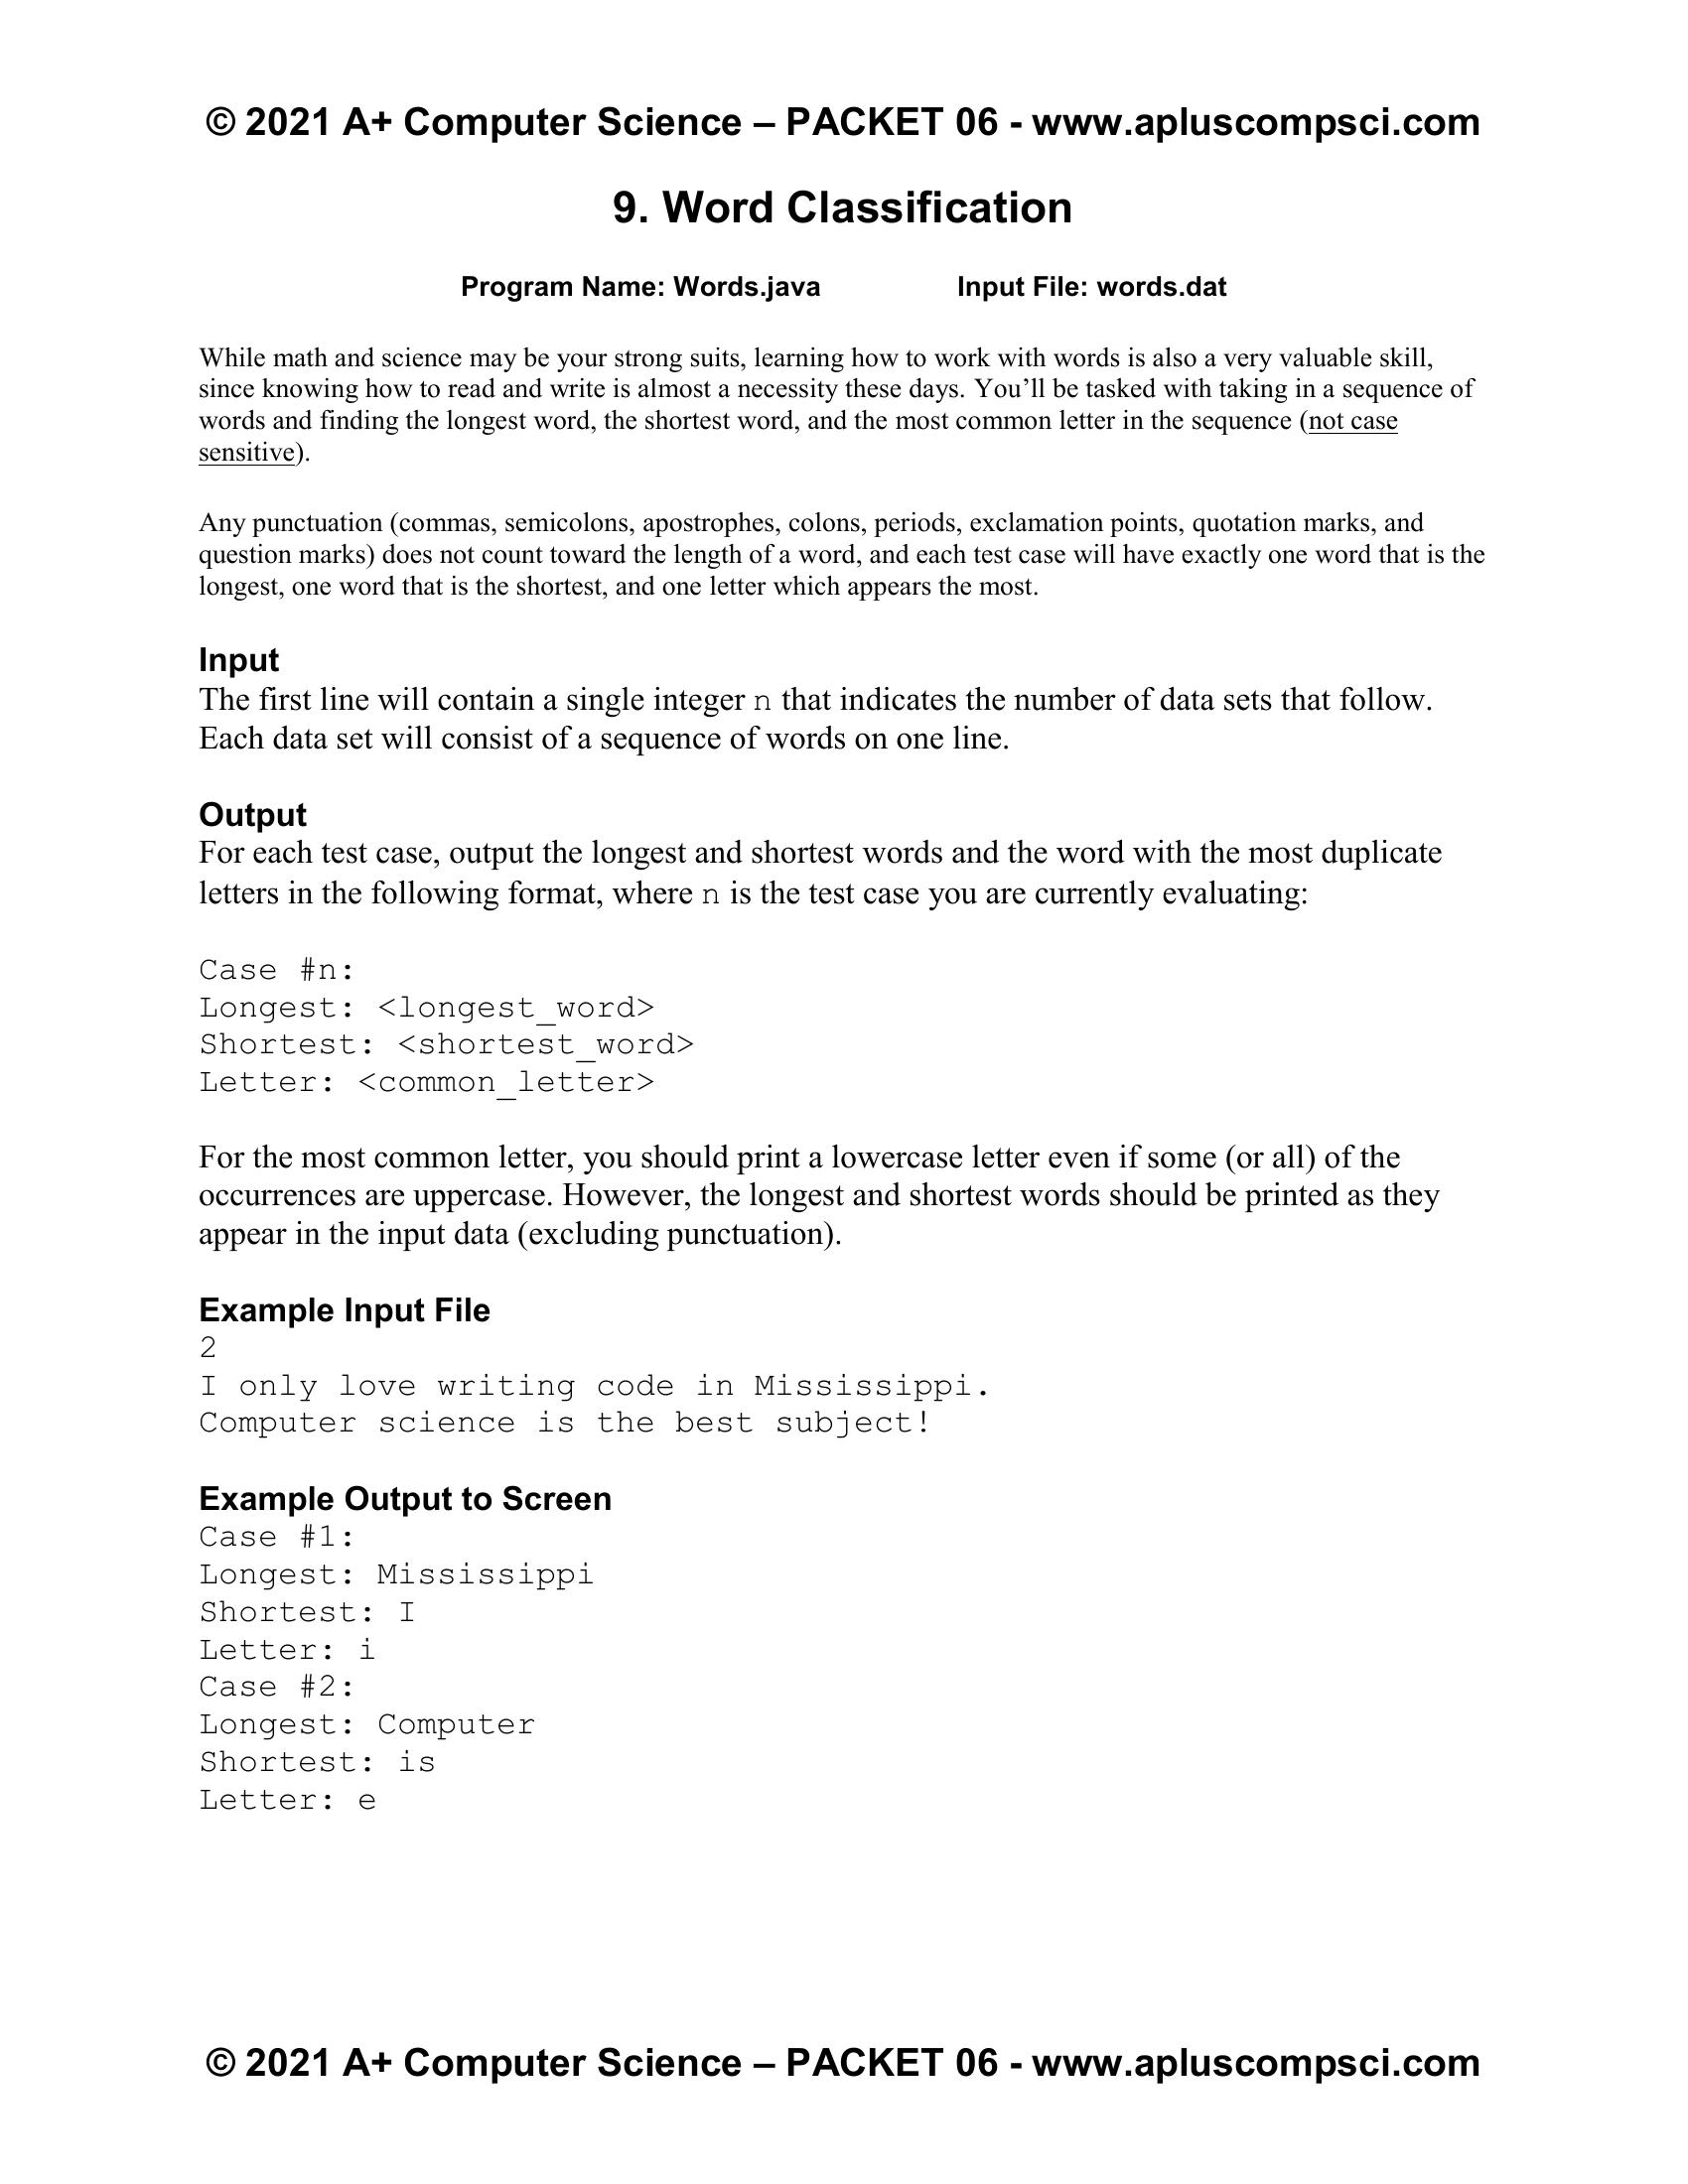 © 2021 A+ Computer Science – PACKET 06 - www.apluscompsci.com
9. Word Classification
Program Name: Words.java Input File: words.dat
While math and science may be your strong suits, learning how to work with words is also a very valuable skill,
since knowing how to read and write is almost a necessity these days. You’ll be tasked with taking in a sequence of
words and finding the longest word, the shortest word, and the most common letter in the sequence (not case
sensitive).
Any punctuation (commas, semicolons, apostrophes, colons, periods, exclamation points, quotation marks, and
question marks) does not count toward the length of a word, and each test case will have exactly one word that is the
longest, one word that is the shortest, and one letter which appears the most.
Input
The first line will contain a single integer n that indicates the number of data sets that follow.
Each data set will consist of a sequence of words on one line.
Output
For each test case, output the longest and shortest words and the word with the most duplicate
letters in the following format, where n is the test case you are currently evaluating:
Case #n:
Longest: <longest_word>
Shortest: <shortest_word>
Letter: <common_letter>
For the most common letter, you should print a lowercase letter even if some (or all) of the
occurrences are uppercase. However, the longest and shortest words should be printed as they
appear in the input data (excluding punctuation).
Example Input File
2
I only love writing code in Mississippi.
Computer science is the best subject!
Example Output to Screen
Case #1:
Longest: Mississippi
Shortest: I
Letter: i
Case #2:
Longest: Computer
Shortest: is
Letter: e
© 2021 A+ Computer Science – PACKET 06 - www.apluscompsci.com